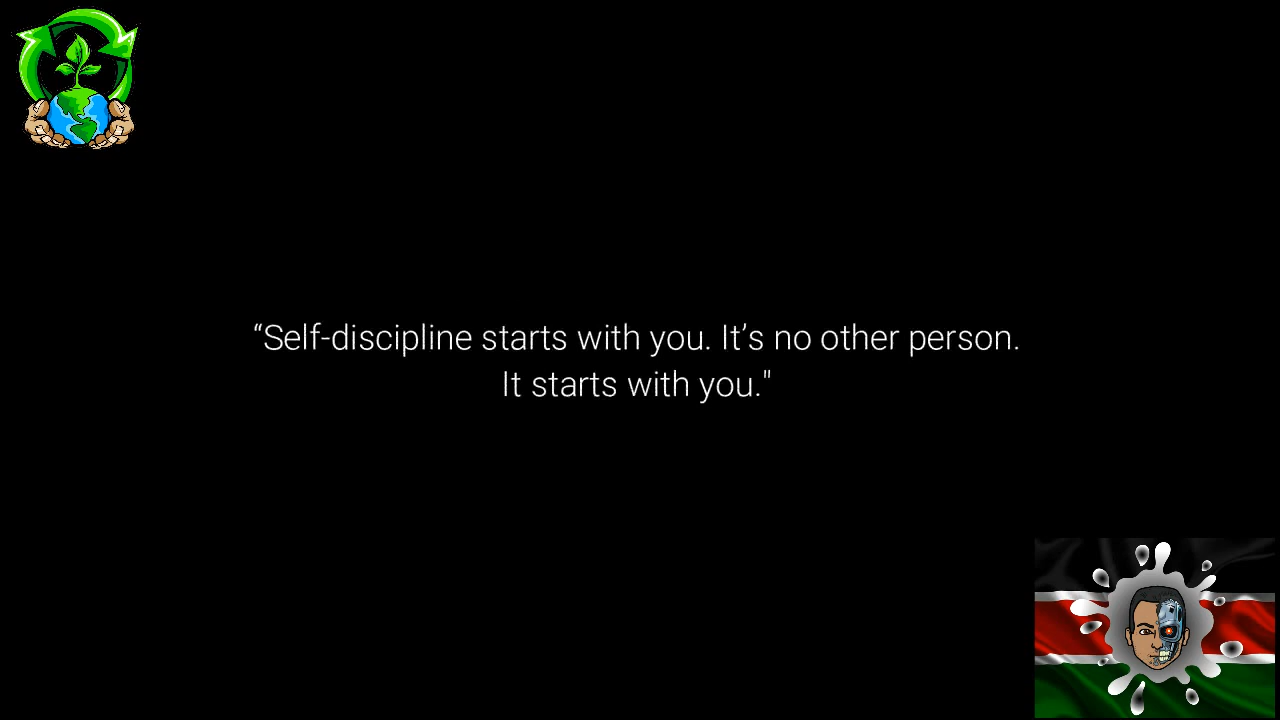 “Self-discipline starts with you. It’s no other person.
It starts with you."